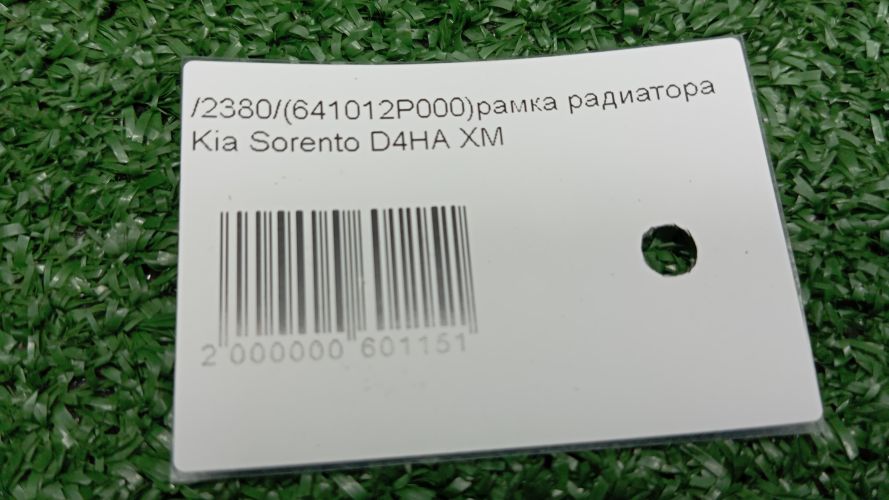 /2380/(641012P000)рамка радиатора
Kia Sorento D4HA XM
2 000000 601151